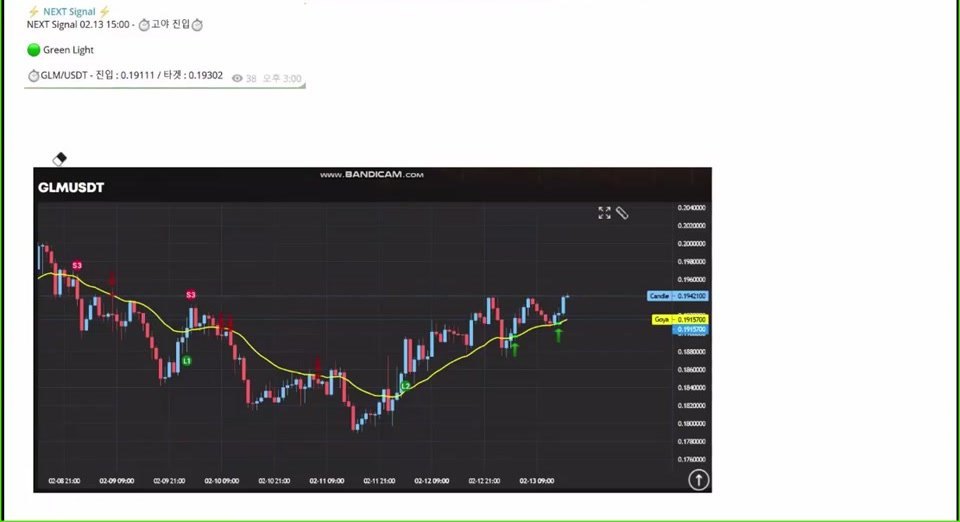 ⚡ NEXT Signal ⚡
NEXT Signal 02.13 15:00 - ⏱고야 진입⏱
🟢 Green Light
⏱GLM/USDT - 진입 : 0.19111 / 타겟 : 0.19302 38 오후 3:00
www.BANDICAM.com
GLMUSDT
0.2040000
0.2020000
0.2000000
0.1980000
S3
0.1960000
S3
Candle 0.1942100
Goya 0.1915700
0.1915700
0.1880000
L1
0.1860000
L2
0.1840000
0.1820000
0.1800000
0.1780000
0.1760000
02-08 21:00 02-09 09:00 02-09 21:00 02-10 09:00 02-10 21:00 02-11 09:00 02-11 21:00 02-12 09:00 02-12 21:00 02-13 09:00